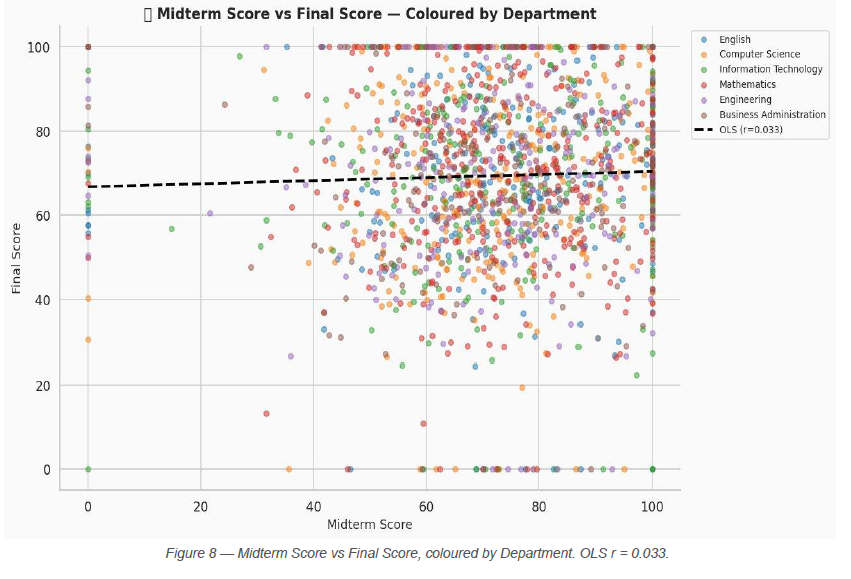 Midterm Score vs Final Score — Coloured by Department
English
Computer Science
Information Technology
Mathematics
Engineering
Business Administration
OLS (r=0.033)
Final Score
100
80
60
40
20
0
0 20 40 60 80 100
Midterm Score
Figure 8 — Midterm Score vs Final Score, coloured by Department. OLS r = 0.033.